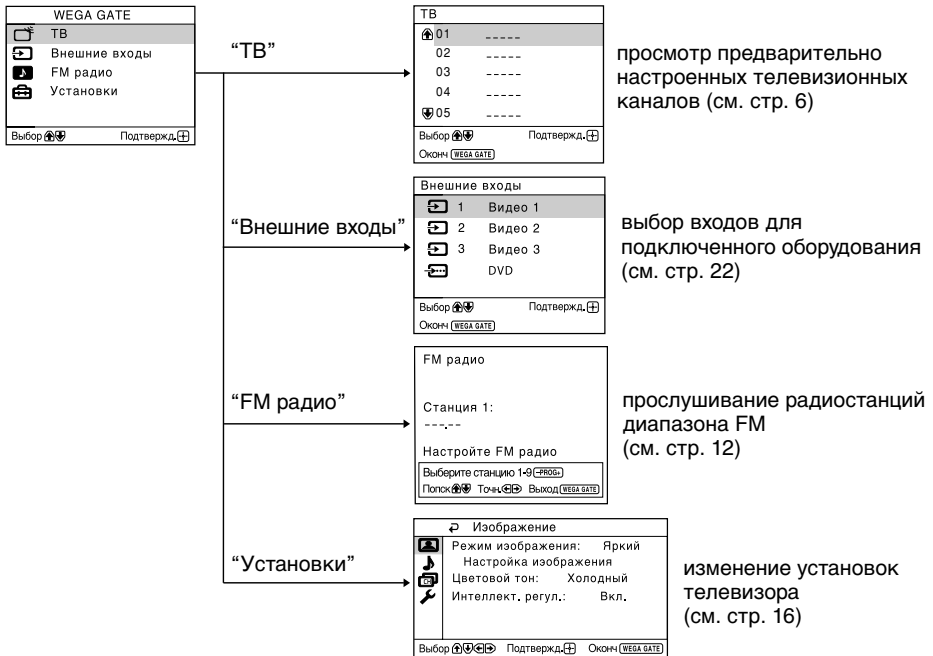 WEGA GATE
ТВ
Внешние входы
FM радио
Установки
Выбор Подтвержд.
“ТВ”
ТВ
01 -----
02 -----
03 -----
04 -----
05 -----
Выбор Подтвержд.
Оконч WEGA GATE
просмотр предварительно
настроенных телевизионных
каналов (см. стр. 6)
“Внешние входы”
Внешние входы
1 Видео 1
2 Видео 2
3 Видео 3
DVD
Выбор Подтвержд.
Оконч WEGA GATE
выбор входов для
подключенного оборудования
(см. стр. 22)
“FM радио”
FM радио
Станция 1:
---.--
Настройте FM радио
Выберите станцию 1-9 -PROG+
Попск Точн. Выход WEGA GATE
прослушивание радиостанций
диапазона FM
(см. стр. 12)
“Установки”
Изображение
Режим изображения: Яркий
Настройка изображения
Цветовой тон: Холодный
Интеллект. регул.: Вкл.
CH
Выбор Подтвержд. Оконч WEGA GATE
изменение установок
телевизора
(см. стр. 16)